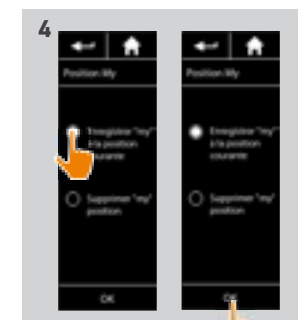 4
Position My
Enregistrer "my"
à la position
courante
Supprimer "my"
position
OK
Position My
Enregistrer "my"
à la position
courante
Supprimer "my"
position
OK